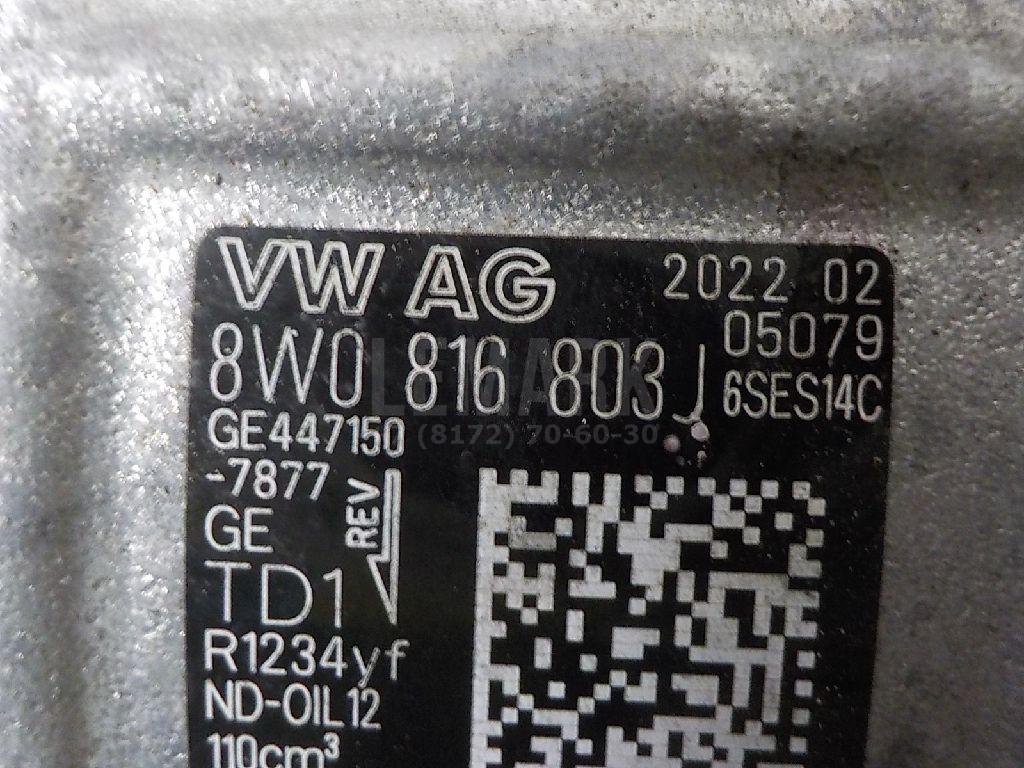 VW AG 2022 02
8W0 816 803 J 05079
6SES14C
LEMARK
(8172) 70-60-30
GE447150
-7877
REV
GE
TD1
R1234yf
ND-OIL12
110cm³